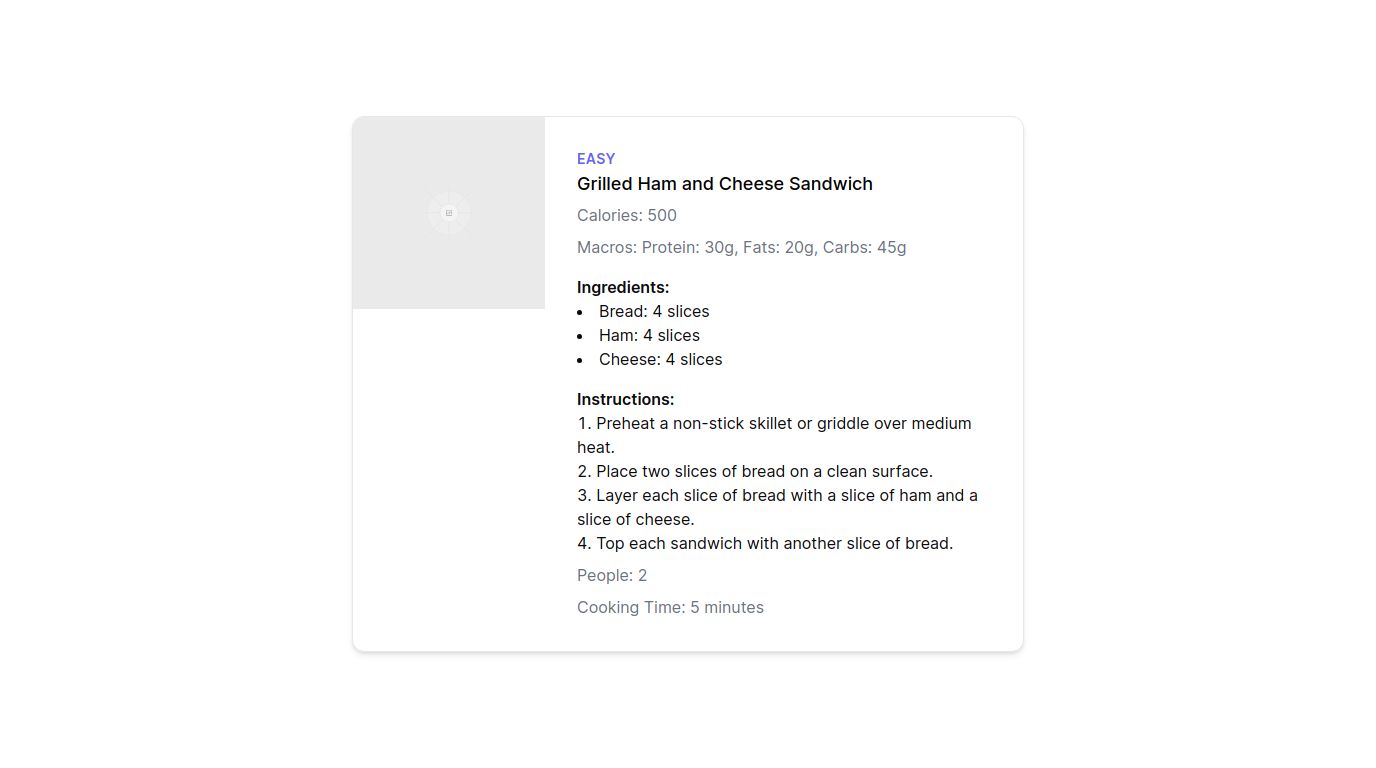 EASY
Grilled Ham and Cheese Sandwich
Calories: 500
Macros: Protein: 30g, Fats: 20g, Carbs: 45g
Ingredients:
• Bread: 4 slices
• Ham: 4 slices
• Cheese: 4 slices
Instructions:
1. Preheat a non-stick skillet or griddle over medium
heat.
2. Place two slices of bread on a clean surface.
3. Layer each slice of bread with a slice of ham and a
slice of cheese.
4. Top each sandwich with another slice of bread.
People: 2
Cooking Time: 5 minutes